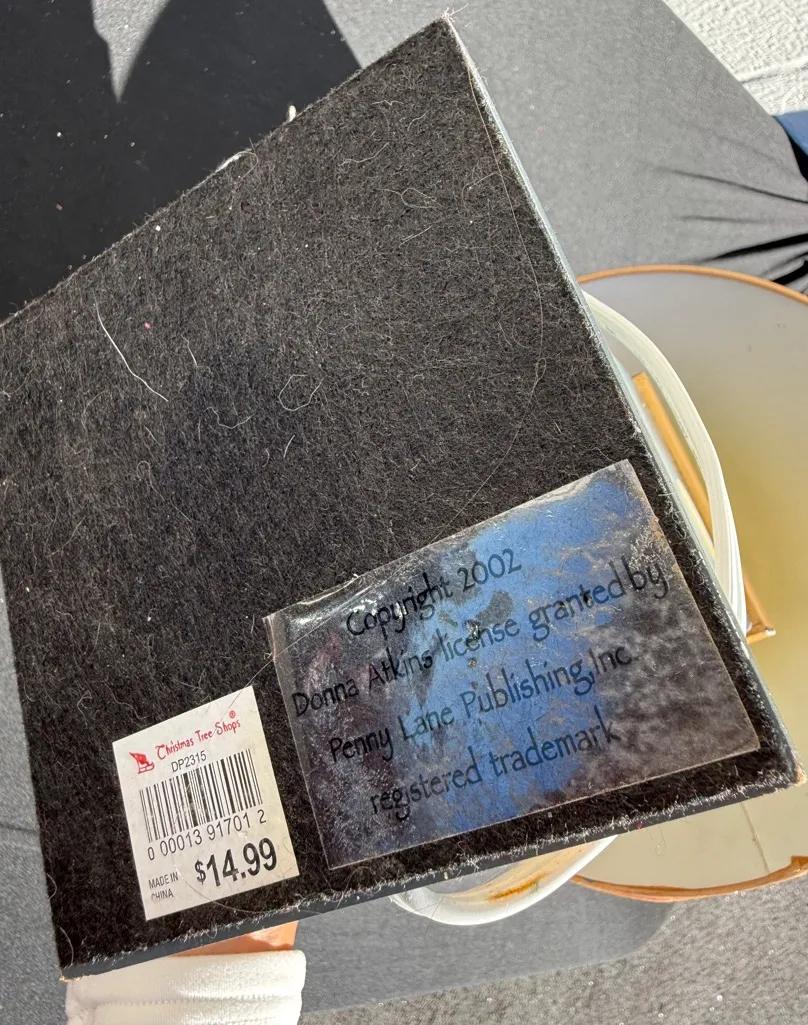 Copyright 2002
Donna Atkins license granted by
Penny Lane Publishing,Inc
registered trademark
Christmas Tree Shops®
DP2315
0 00013 91701 2
MADE IN
CHINA
$14.99